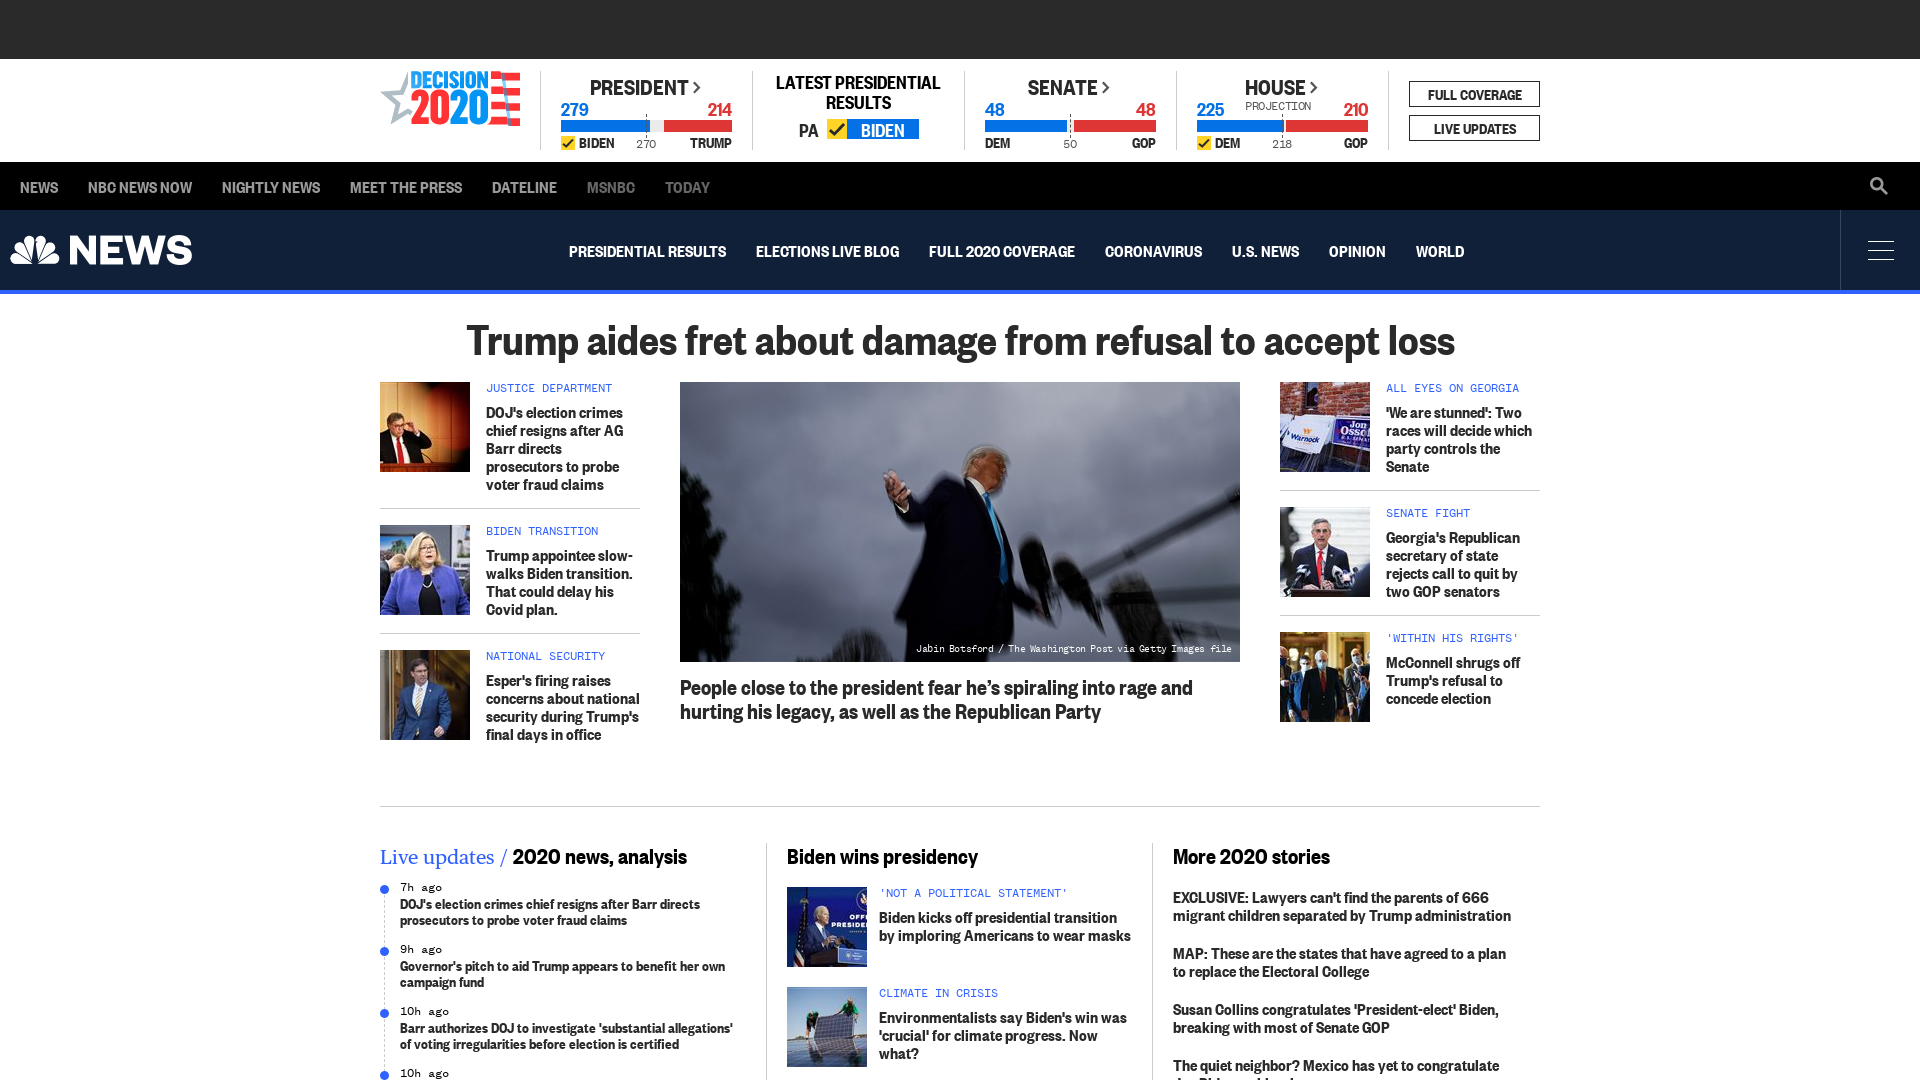 DECISION
2020
PRESIDENT
279
214
BIDEN
270
TRUMP
LATEST PRESIDENTIAL
RESULTS
PA
BIDEN
SENATE
48
48
DEM
50
GOP
HOUSE
PROJECTION
225
210
DEM
218
GOP
FULL COVERAGE
LIVE UPDATES
NEWS
NBC NEWS NOW
NIGHTLY NEWS
MEET THE PRESS
DATELINE
MSNBC
TODAY
NEWS
PRESIDENTIAL RESULTS
ELECTIONS LIVE BLOG
FULL 2020 COVERAGE
CORONAVIRUS
U.S. NEWS
OPINION
WORLD
Trump aides fret about damage from refusal to accept loss
JUSTICE DEPARTMENT
DOJ's election crimes
chief resigns after AG
Barr directs
prosecutors to probe
voter fraud claims
BIDEN TRANSITION
Trump appointee slow-
walks Biden transition.
That could delay his
Covid plan.
NATIONAL SECURITY
Esper's firing raises
concerns about national
security during Trump's
final days in office
Jabin Botsford / The Washington Post via Getty Images file
People close to the president fear he’s spiraling into rage and
hurting his legacy, as well as the Republican Party
Warnock
Jon
ALL EYES ON GEORGIA
'We are stunned': Two
races will decide which
party controls the
Senate
SENATE FIGHT
Georgia's Republican
secretary of state
rejects call to quit by
two GOP senators
'WITHIN HIS RIGHTS'
McConnell shrugs off
Trump's refusal to
concede election
Live updates / 2020 news, analysis
7h ago
DOJ's election crimes chief resigns after Barr directs
prosecutors to probe voter fraud claims
9h ago
Governor's pitch to aid Trump appears to benefit her own
campaign fund
10h ago
Barr authorizes DOJ to investigate 'substantial allegations'
of voting irregularities before election is certified
10h ago
Biden wins presidency
'NOT A POLITICAL STATEMENT'
Biden kicks off presidential transition
by imploring Americans to wear masks
CLIMATE IN CRISIS
Environmentalists say Biden's win was
'crucial' for climate progress. Now
what?
More 2020 stories
EXCLUSIVE: Lawyers can't find the parents of 666
migrant children separated by Trump administration
MAP: These are the states that have agreed to a plan
to replace the Electoral College
Susan Collins congratulates 'President-elect' Biden,
breaking with most of Senate GOP
The quiet neighbor? Mexico has yet to congratulate